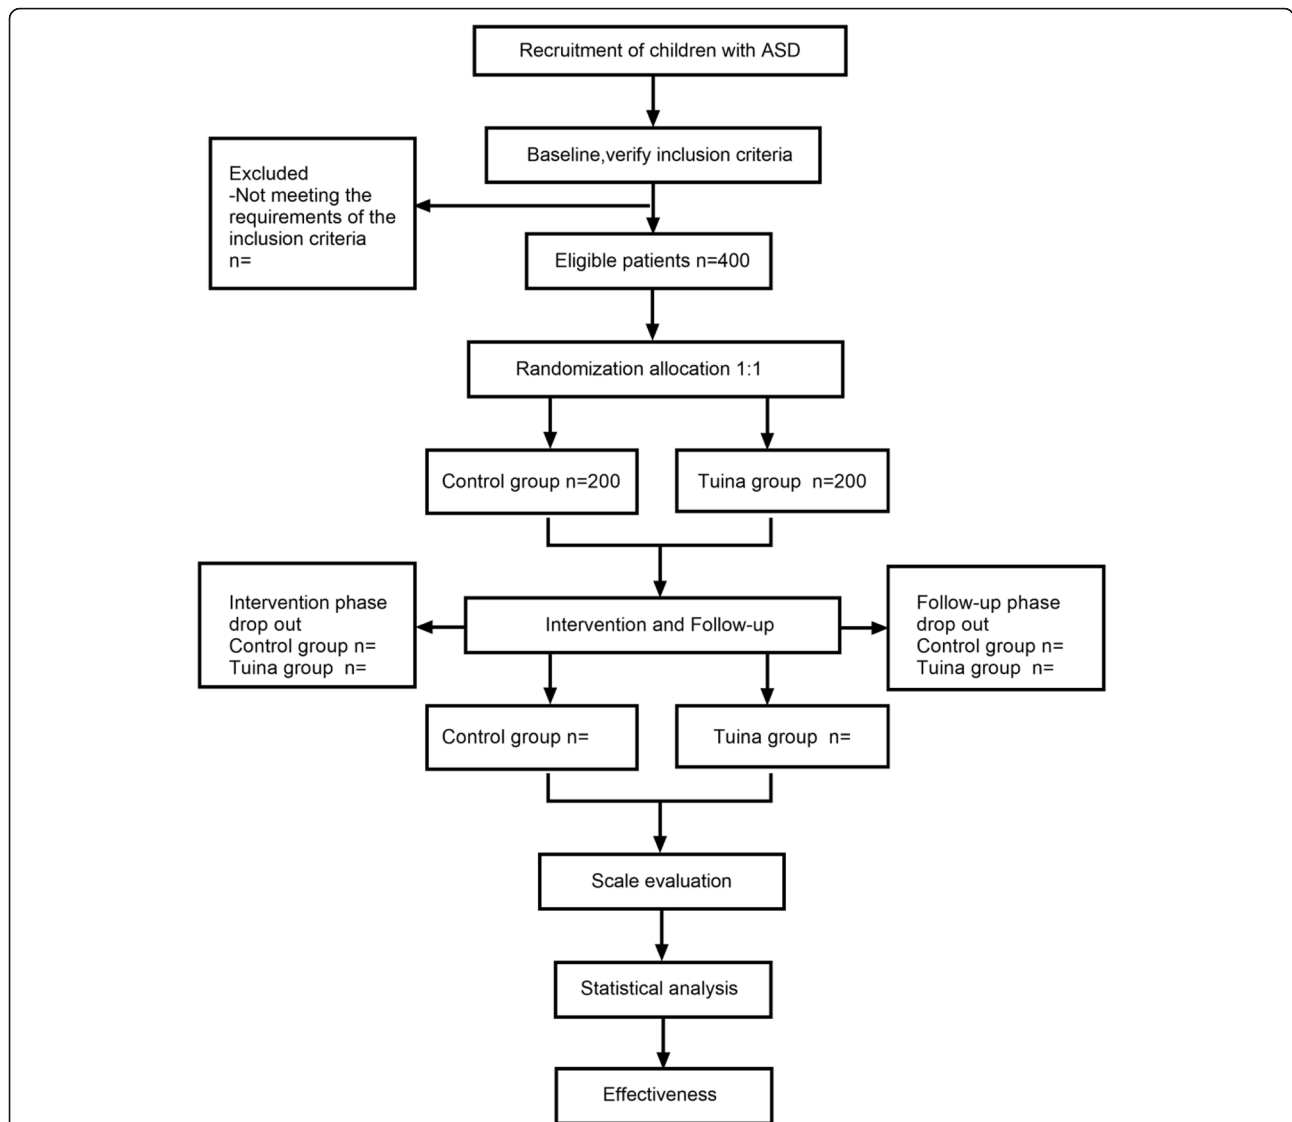 Recruitment of children with ASD
Baseline,verify inclusion criteria
Excluded
-Not meeting the
requirements of the
inclusion criteria
n=
Eligible patients n=400
Randomization allocation 1:1
Control group n=200
Tuina group  n=200
Intervention phase
drop out
Control group n=
Tuina group  n=
Intervention and Follow-up
Follow-up phase
drop out
Control group n=
Tuina group  n=
Control group n=
Tuina group  n=
Scale evaluation
Statistical analysis
Effectiveness